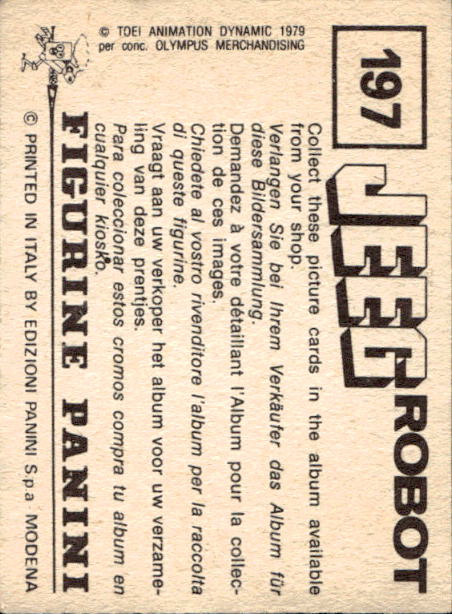 © TOEI ANIMATION DYNAMIC 1979
per conc. OLYMPUS MERCHANDISING
197
JEEG ROBOT
Collect these picture cards in the album available
from your shop.
Verlangen Sie bei Ihrem Verkäufer das Album für
diese Bildersammlung.
Demandez à votre détaillant l'Album pour la collec-
tion de ces images.
Chiedete al vostro rivenditore l'album per la raccolta
di queste figurine.
Vraagt aan uw verkoper het album voor uw verzame-
ling van deze prentjes.
Para coleccionar estos cromos compra tu album en
cualquier kiosko.
FIGURINE PANINI
© PRINTED IN ITALY BY EDIZIONI PANINI S.p.a MODENA